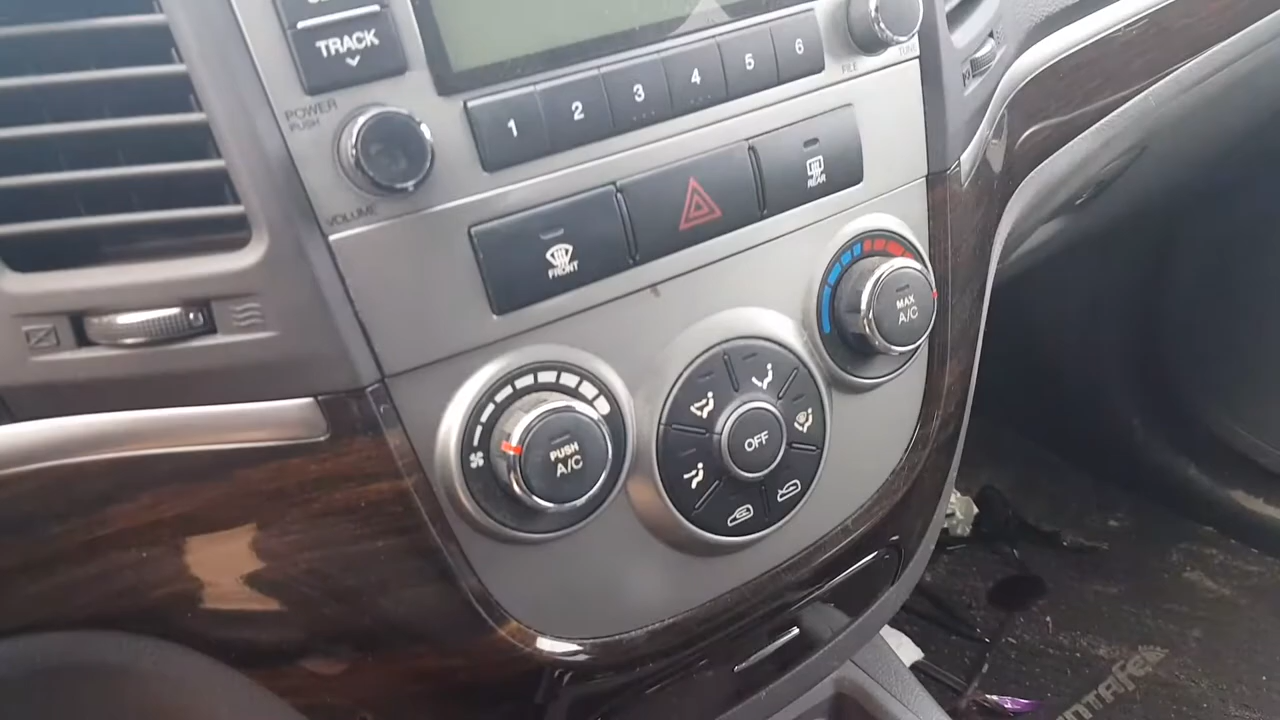 TRACK
POWER
PUSH
VOLUME
1
2
3
4
5
6
FILE
TUNE
FRONT
REAR
MAX
A/C
PUSH
A/C
OFF